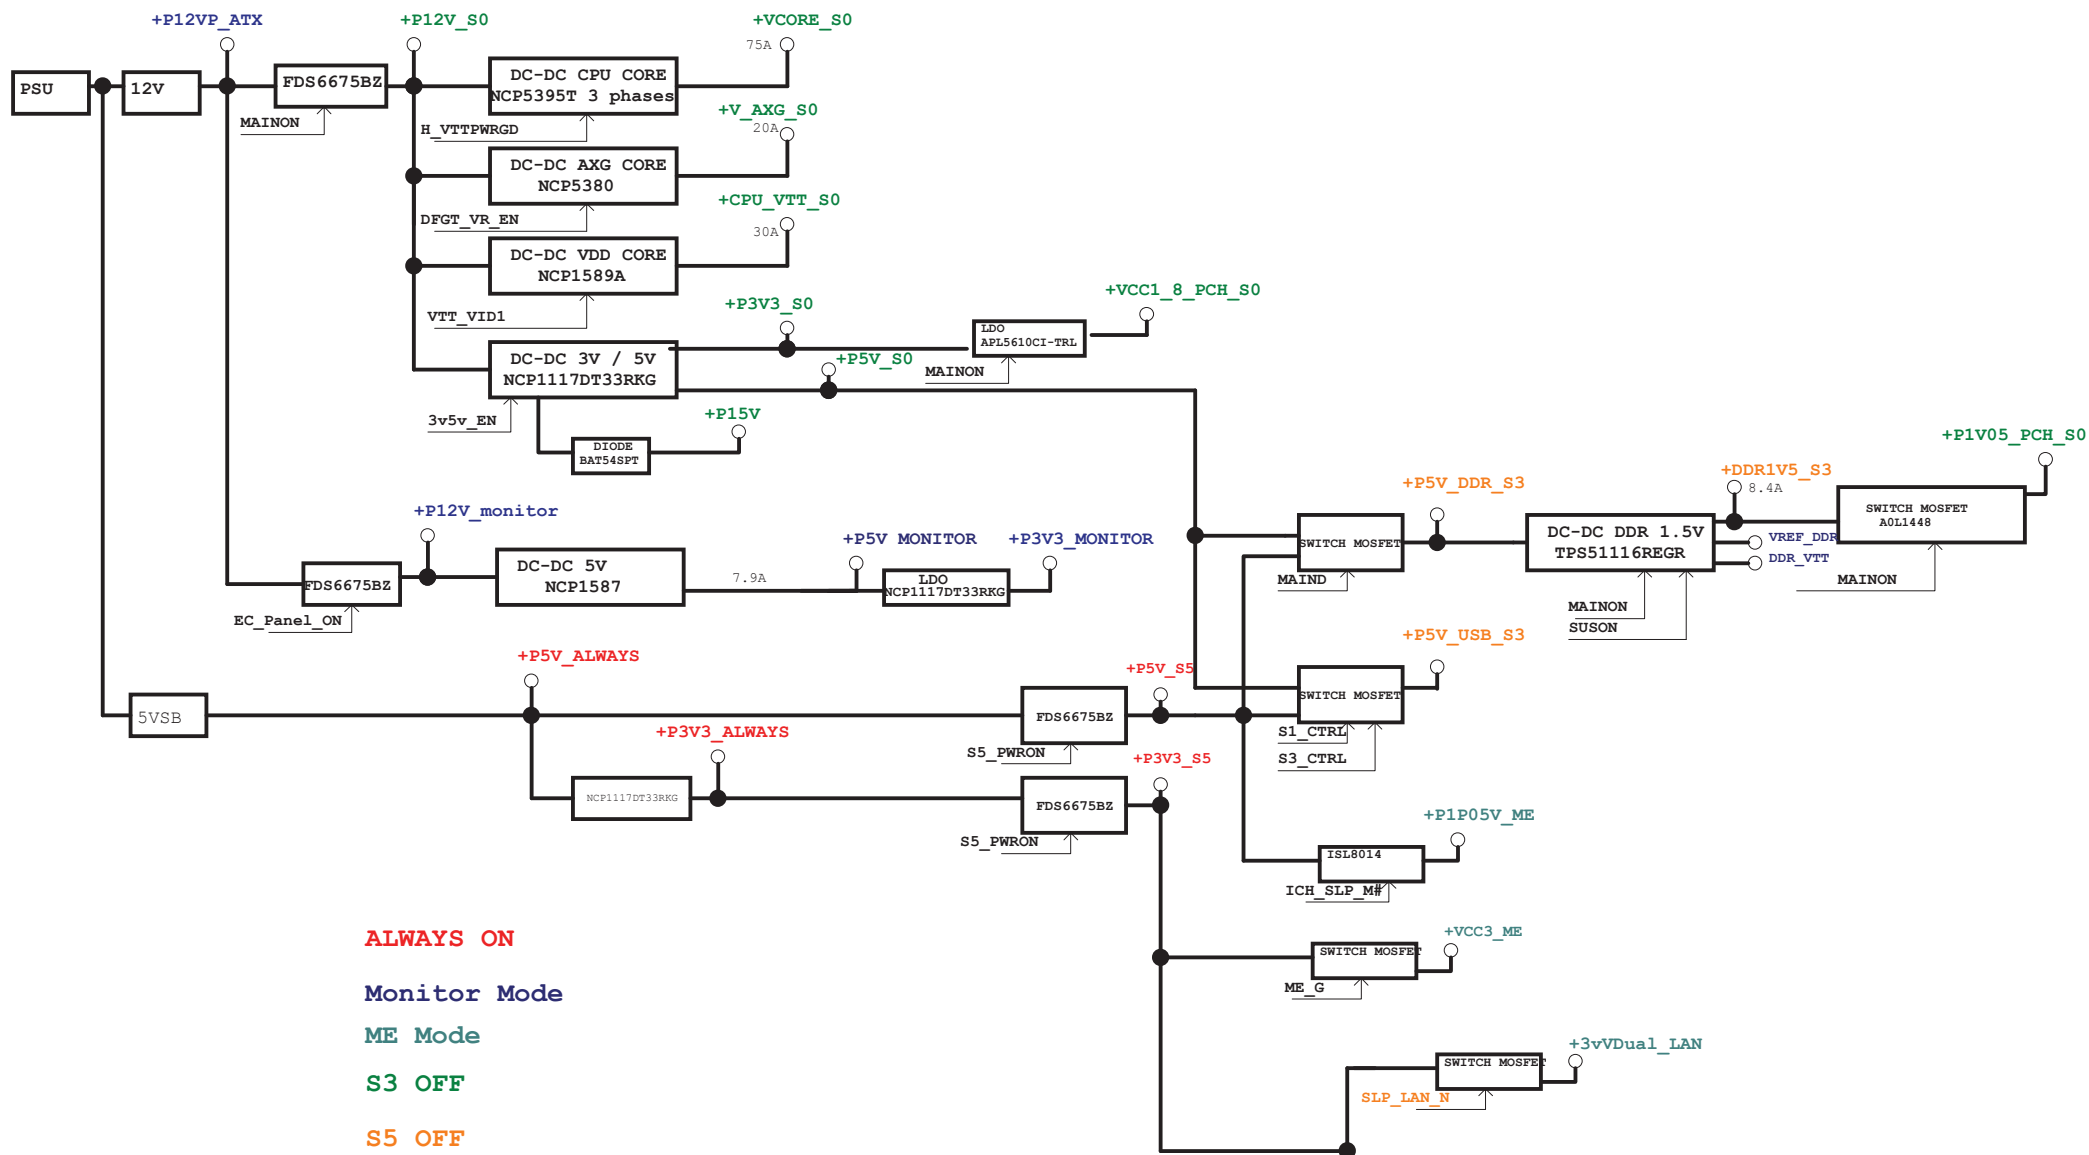 +P12VP_ATX
+P12V_S0
+VCORE_S0
75A
PSU
12V
FDS6675BZ
MAINON
DC-DC CPU CORE
NCP5395T 3 phases
H_VTTPWRGD
+V_AXG_S0
20A
DC-DC AXG CORE
NCP5380
DFGT_VR_EN
+CPU_VTT_S0
30A
DC-DC VDD CORE
NCP1589A
VTT_VID1
+P3V3_S0
+VCC1_8_PCH_S0
LDO
APL5610CI-TRL
MAINON
DC-DC 3V / 5V
NCP1117DT33RKG
+P5V_S0
3v5v_EN
+P15V
DIODE
BAT54SPT
+P1V05_PCH_S0
+P5V_DDR_S3
+DDR1V5_S3
8.4A
SWITCH MOSFET
AOL1448
SWITCH MOSFET
DC-DC DDR 1.5V
TPS51116REGR
VREF_DDR
DDR_VTT
MAIND
MAINON
MAINON
SUSON
+P12V_monitor
+P5V MONITOR
+P3V3_MONITOR
FDS6675BZ
EC_Panel_ON
DC-DC 5V
NCP1587
7.9A
LDO
NCP1117DT33RKG
+P5V_USB_S3
+P5V_ALWAYS
+P5V_S5
SWITCH MOSFET
5VSB
FDS6675BZ
S5_PWRON
S1_CTRL
S3_CTRL
+P3V3_ALWAYS
+P3V3_S5
NCP1117DT33RKG
FDS6675BZ
S5_PWRON
+P1P05V_ME
ISL8014
ICH_SLP_M#
+VCC3_ME
SWITCH MOSFET
ME_G
+3vVDual_LAN
SWITCH MOSFET
SLP_LAN_N
ALWAYS ON
Monitor Mode
ME Mode
S3 OFF
S5 OFF